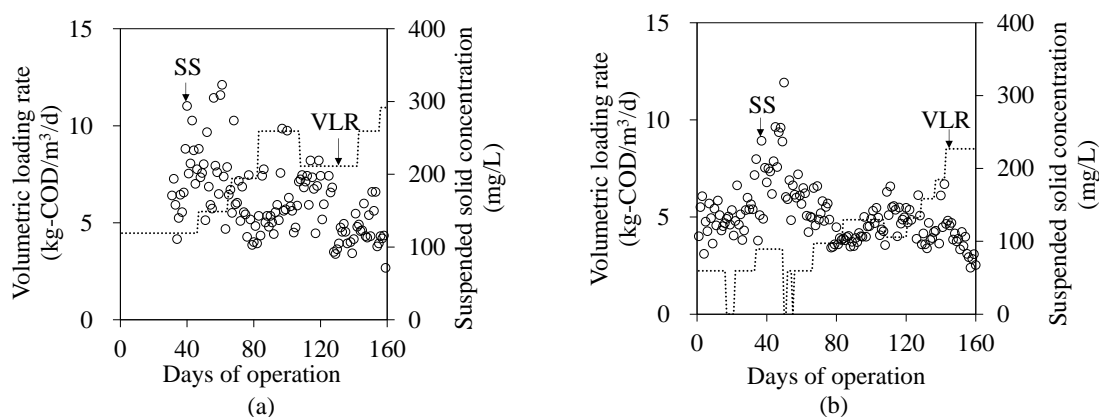 15
10
5
0
400
300
200
100
0
0
40
80
120
160
SS
VLR
Volumetric loading rate
(kg-COD/m³/d)
Suspended solid concentration
(mg/L)
Days of operation
(a)
15
10
5
0
400
300
200
100
0
0
40
80
120
160
SS
VLR
Volumetric loading rate
(kg-COD/m³/d)
Suspended solid concentration
(mg/L)
Days of operation
(b)